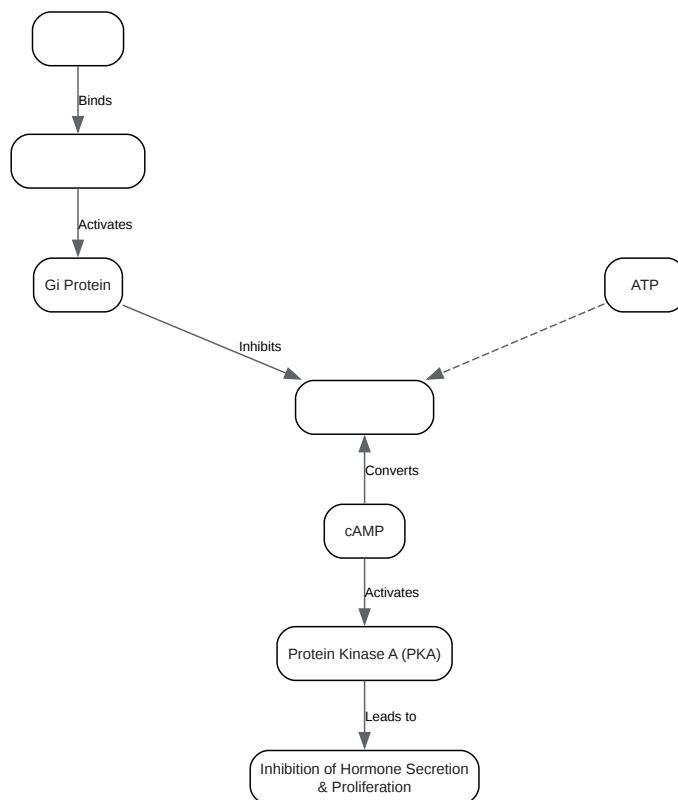 Binds
Activates
Gi Protein
ATP
Inhibits
Converts
cAMP
Activates
Protein Kinase A (PKA)
Leads to
Inhibition of Hormone Secretion
& Proliferation